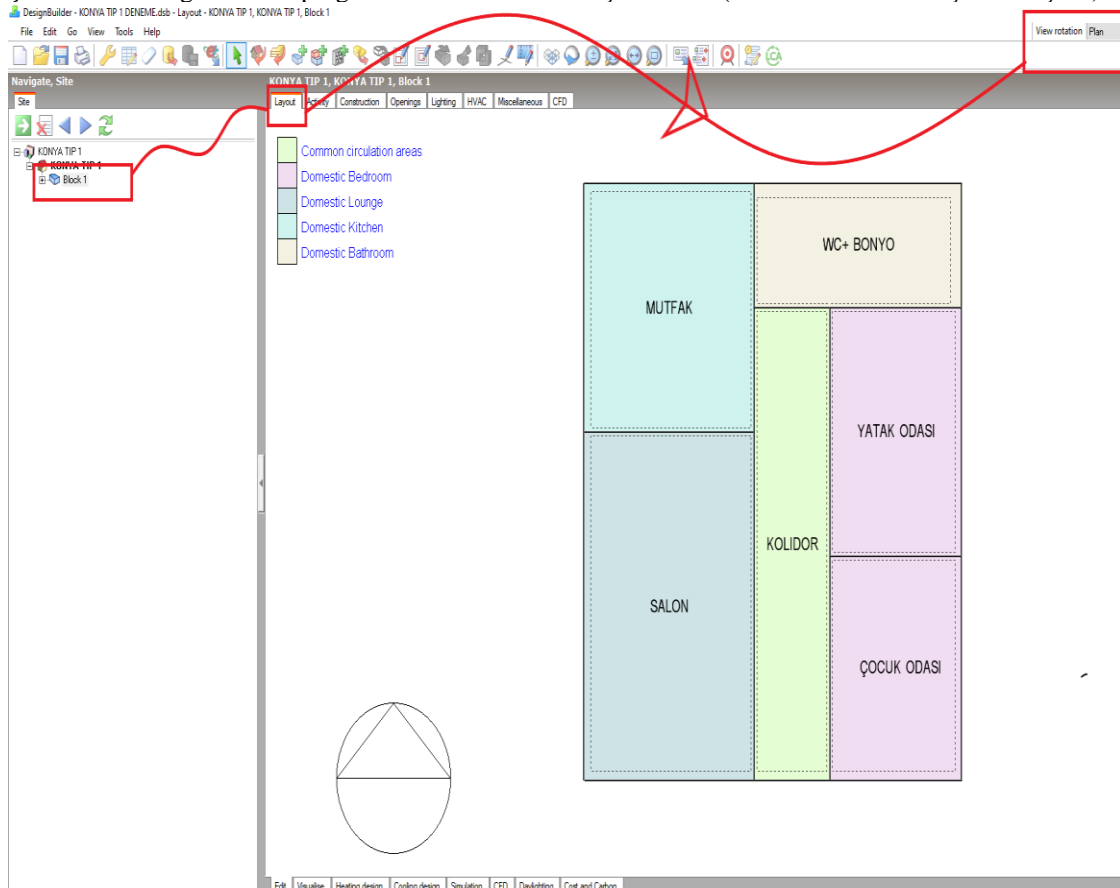 DesignBuilder - KONYA TIP 1 DENEME.dsb - Layout - KONYA TIP 1, KONYA TIP 1, Block 1
File Edit Go View Tools Help
View rotation Plan
Navigate, Site
KONYA TIP 1, KONYA TIP 1, Block 1
Site
Layout Activity Construction Openings Lighting HVAC Miscellaneous CFD
KONYA TIP 1
KONYA TIP 1
Block 1
Common circulation areas
Domestic Bedroom
Domestic Lounge
Domestic Kitchen
Domestic Bathroom
WC+ BONYO
MUTFAK
YATAK ODASI
KOLIDOR
SALON
ÇOCUK ODASI
Edit Visualise Heating design Cooling design Simulation CFD Daylighting Cost and Carbon